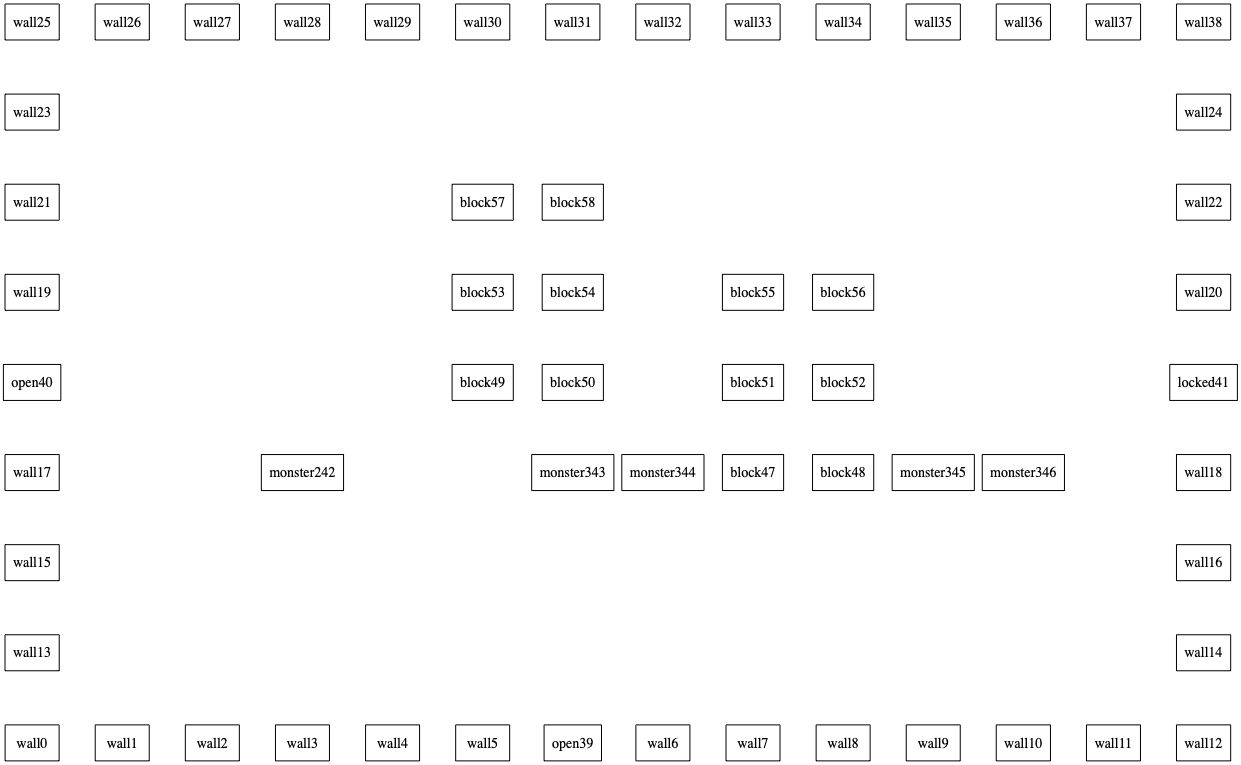 wall25 wall26 wall27 wall28 wall29 wall30 wall31 wall32 wall33 wall34 wall35 wall36 wall37 wall38
wall23 wall24
wall21 block57 block58 wall22
wall19 block53 block54 block55 block56 wall20
open40 block49 block50 block51 block52 locked41
wall17 monster242 monster343 monster344 block47 block48 monster345 monster346 wall18
wall15 wall16
wall13 wall14
wall0 wall1 wall2 wall3 wall4 wall5 open39 wall6 wall7 wall8 wall9 wall10 wall11 wall12